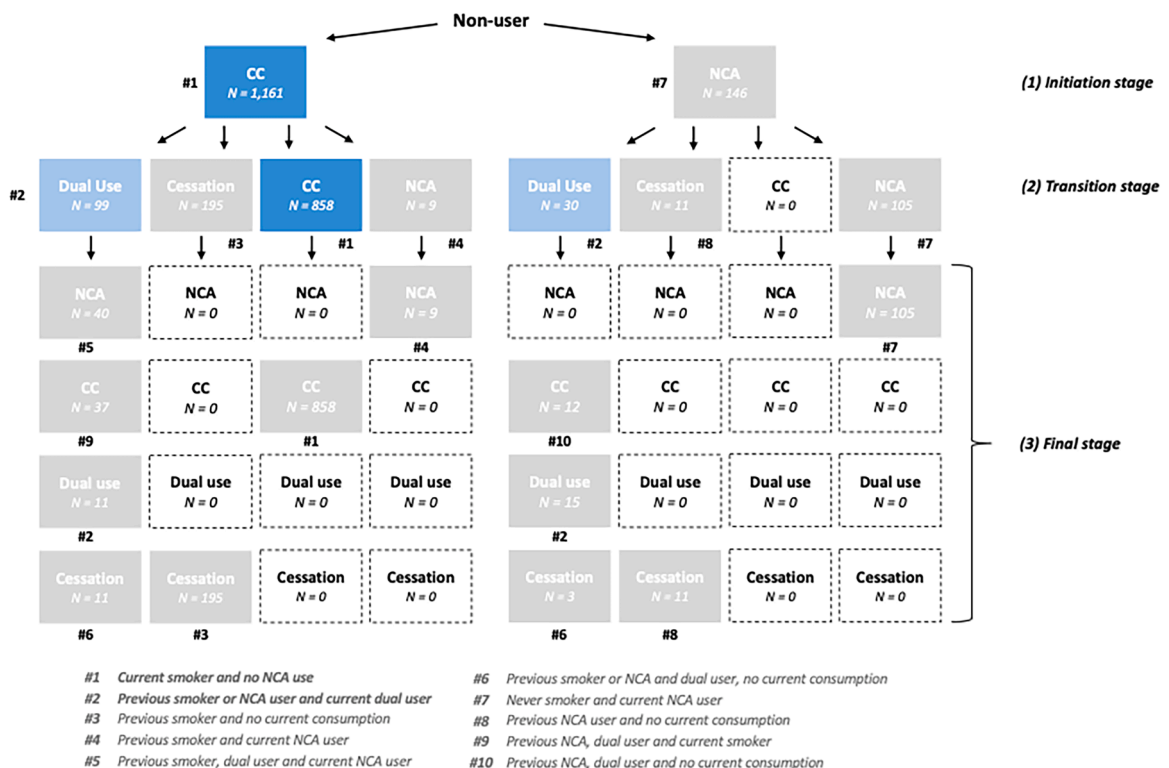 Non-user
#1
CC
N = 1,161
#7
NCA
N = 146
(1) Initiation stage
#2
Dual Use
N = 99
Cessation
N = 195
CC
N = 858
NCA
N = 9
Dual Use
N = 30
Cessation
N = 11
CC
N = 0
NCA
N = 105
(2) Transition stage
#3
#1
#4
#2
#8
#7
NCA
N = 40
NCA
N = 0
NCA
N = 0
NCA
N = 9
NCA
N = 0
NCA
N = 0
NCA
N = 0
NCA
N = 105
#5
#4
#7
CC
N = 37
CC
N = 0
CC
N = 858
CC
N = 0
CC
N = 12
CC
N = 0
CC
N = 0
CC
N = 0
#9
#1
#10
(3) Final stage
Dual use
N = 11
Dual use
N = 0
Dual use
N = 0
Dual use
N = 0
Dual use
N = 15
Dual use
N = 0
Dual use
N = 0
Dual use
N = 0
#2
#2
Cessation
N = 11
Cessation
N = 195
Cessation
N = 0
Cessation
N = 0
Cessation
N = 3
Cessation
N = 11
Cessation
N = 0
Cessation
N = 0
#6
#3
#6
#8
#1 Current smoker and no NCA use
#2 Previous smoker or NCA user and current dual user
#3 Previous smoker and no current consumption
#4 Previous smoker and current NCA user
#5 Previous smoker, dual user and current NCA user
#6 Previous smoker or NCA and dual user, no current consumption
#7 Never smoker and current NCA user
#8 Previous NCA user and no current consumption
#9 Previous NCA, dual user and current smoker
#10 Previous NCA, dual user and no current consumption